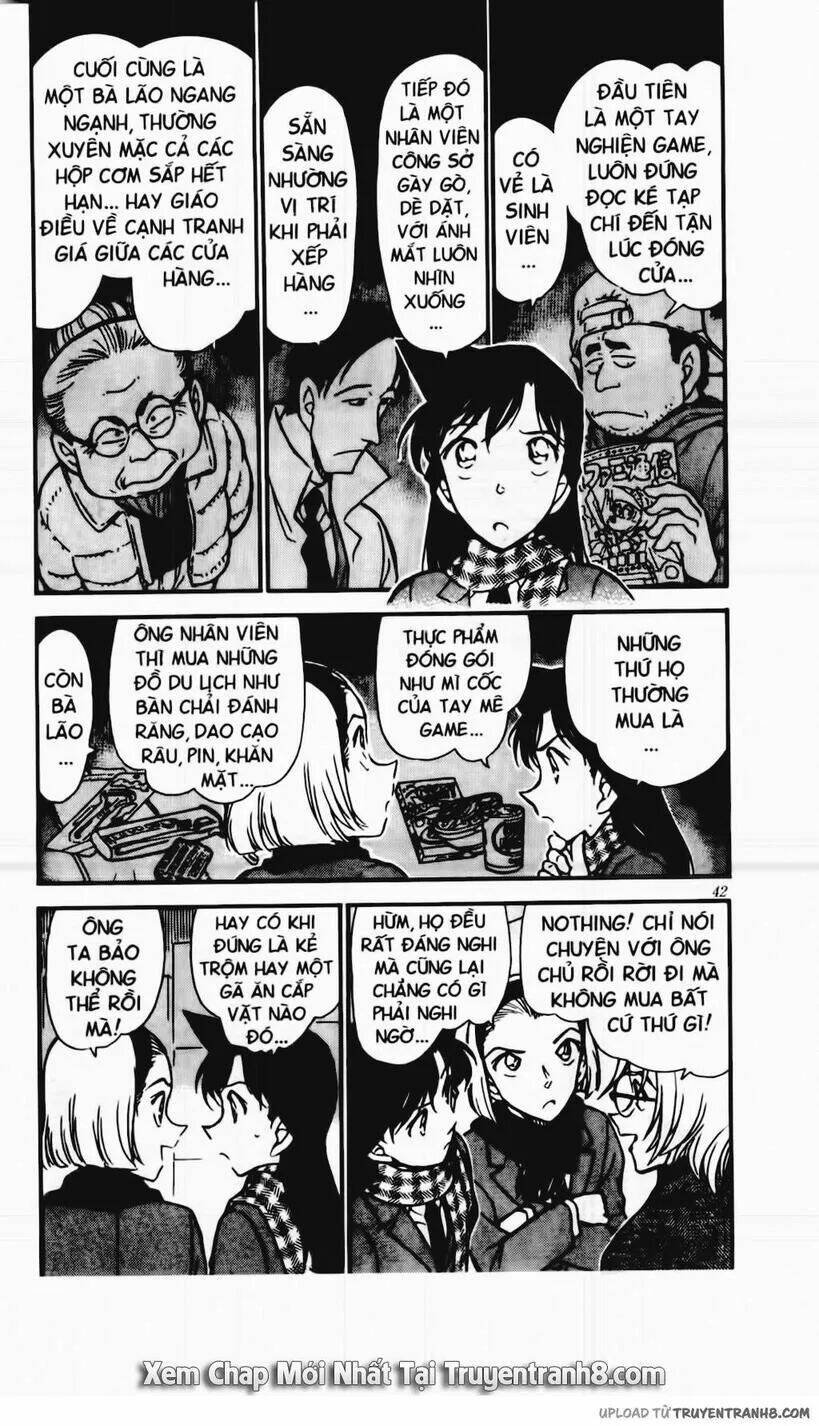 ĐẦU TIÊN
LÀ MỘT TAY
NGHIỆN GAME,
LUÔN ĐỨNG
ĐỌC KÉ TẠP
CHÍ ĐẾN TẬN
LÚC ĐÓNG
CỬA...
CÓ
VẺ LÀ
SINH
VIÊN
...
TIẾP ĐÓ
LÀ MỘT
NHÂN VIÊN
CÔNG SỞ
GẦY GÒ,
DÈ DẶT,
VỚI ÁNH
MẮT LUÔN
NHÌN
XUỐNG
...
SẴN
SÀNG
NHƯỜNG
VỊ TRÍ
KHI PHẢI
XẾP
HÀNG
...
CUỐI CÙNG LÀ
MỘT BÀ LÃO NGANG
NGẠNH, THƯỜNG
XUYÊN MẶC CẢ CÁC
HỘP CƠM SẮP HẾT
HẠN... HAY GIÁO
ĐIỀU VỀ CẠNH TRANH
GIÁ GIỮA CÁC CỬA
HÀNG...
ファミ通信
NHỮNG
THỨ HỌ
THƯỜNG
MUA LÀ
...
THỰC PHẨM
ĐÓNG GÓI
NHƯ MÌ CỐC
CỦA TAY MÊ
GAME...
ÔNG NHÂN VIÊN
THÌ MUA NHỮNG
ĐỒ DU LỊCH NHƯ
BÀN CHẢI ĐÁNH
RĂNG, DAO CẠO
RÂU, PIN, KHĂN
MẶT...
CÒN
BÀ
LÃO
...
42
NOTHING! CHỈ NÓI
CHUYỆN VỚI ÔNG
CHỦ RỒI RỜI ĐI MÀ
KHÔNG MUA BẤT
CỨ THỨ GÌ!
HỪM, HỌ ĐỀU
RẤT ĐÁNG NGHI
MÀ CŨNG LẠI
CHẲNG CÓ GÌ
PHẢI NGHI
NGỜ...
HAY CÓ KHI
ĐÚNG LÀ KẺ
TRỘM HAY MỘT
GÃ ĂN CẮP
VẶT NÀO
ĐÓ...
ÔNG
TA BẢO
KHÔNG
THỂ RỒI
MÀ!
Xem Chap Mới Nhất Tại Truyentranh8.com
UPLOAD TỪ TRUYENTRANH8.COM